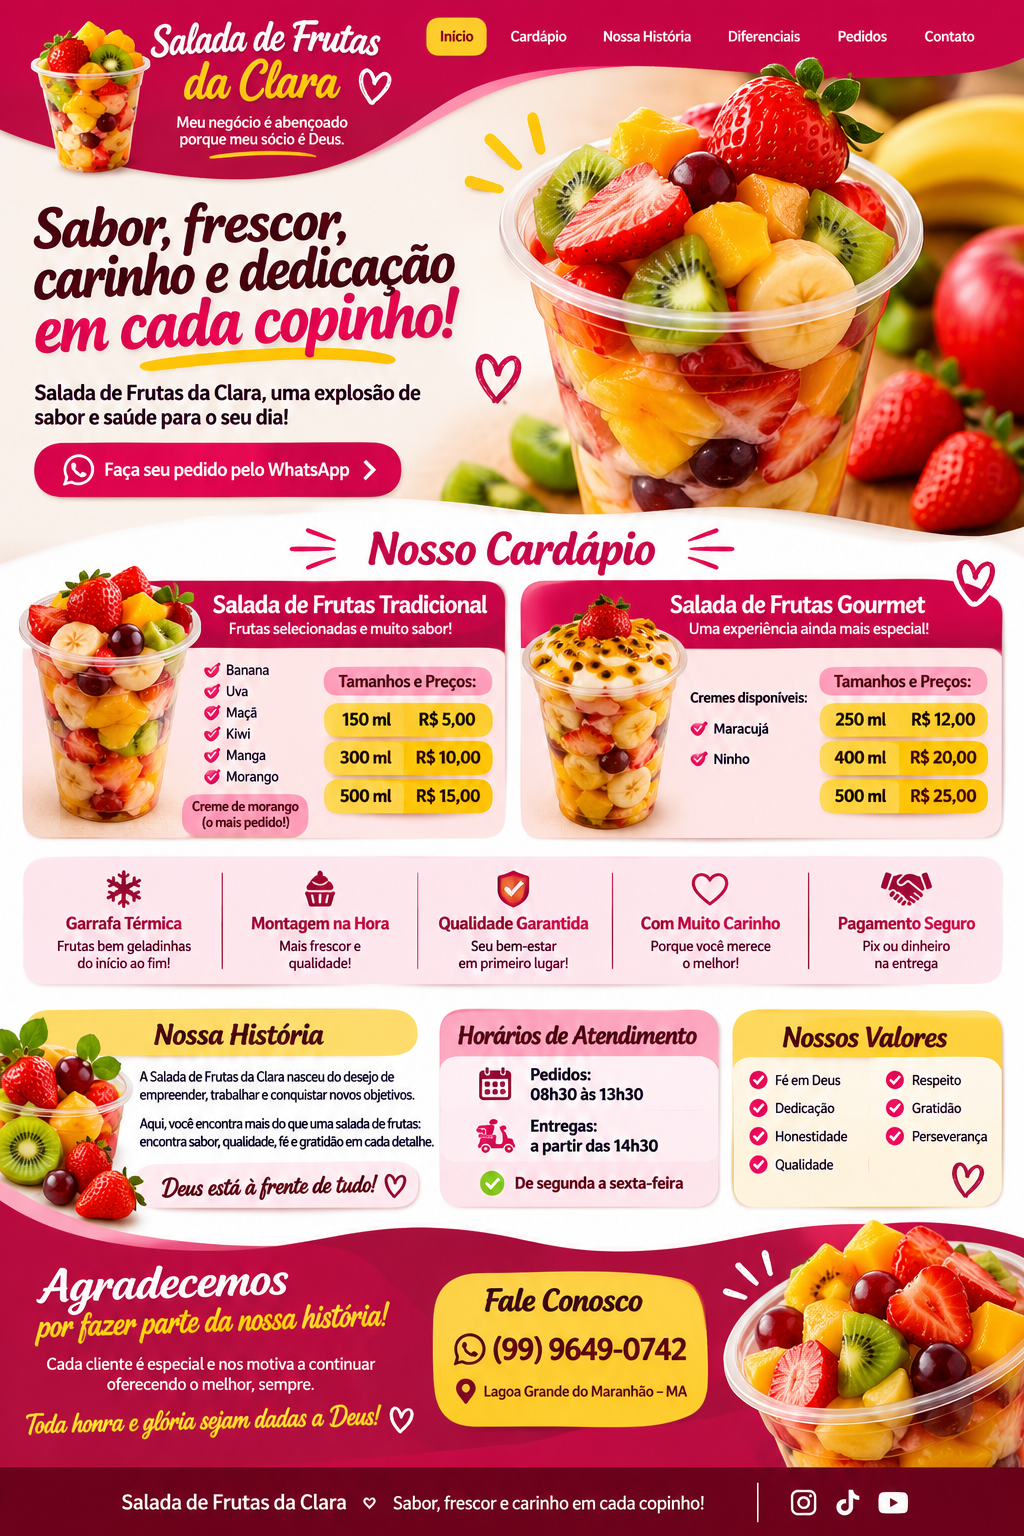 Salada de Frutas
da Clara
Meu negócio é abençoado
porque meu sócio é Deus.
Início
Cardápio
Nossa História
Diferenciais
Pedidos
Contato
Sabor, frescor,
carinho e dedicação
em cada copinho!
Salada de Frutas da Clara, uma explosão de
sabor e saúde para o seu dia!
Faça seu pedido pelo WhatsApp
Nosso Cardápio
Salada de Frutas Tradicional
Frutas selecionadas e muito sabor!
Banana
Uva
Maçã
Kiwi
Manga
Morango
Creme de morango
(o mais pedido!)
Tamanhos e Preços:
150 ml R$ 5,00
300 ml R$ 10,00
500 ml R$ 15,00
Salada de Frutas Gourmet
Uma experiência ainda mais especial!
Cremes disponíveis:
Maracujá
Ninho
Tamanhos e Preços:
250 ml R$ 12,00
400 ml R$ 20,00
500 ml R$ 25,00
Garrafa Térmica
Frutas bem geladinhas
do início ao fim!
Montagem na Hora
Mais frescor e
qualidade!
Qualidade Garantida
Seu bem-estar
em primeiro lugar!
Com Muito Carinho
Porque você merece
o melhor!
Pagamento Seguro
Pix ou dinheiro
na entrega
Nossa História
A Salada de Frutas da Clara nasceu do desejo de
empreender, trabalhar e conquistar novos objetivos.
Aqui, você encontra mais do que uma salada de frutas:
encontra sabor, qualidade, fé e gratidão em cada detalhe.
Deus está à frente de tudo!
Horários de Atendimento
Pedidos:
08h30 às 13h30
Entregas:
a partir das 14h30
De segunda a sexta-feira
Nossos Valores
Fé em Deus
Dedicação
Honestidade
Qualidade
Respeito
Gratidão
Perseverança
Agradecemos
por fazer parte da nossa história!
Cada cliente é especial e nos motiva a continuar
oferecendo o melhor, sempre.
Toda honra e glória sejam dadas a Deus!
Fale Conosco
(99) 9649-0742
Lagoa Grande do Maranhão – MA
Salada de Frutas da Clara
Sabor, frescor e carinho em cada copinho!